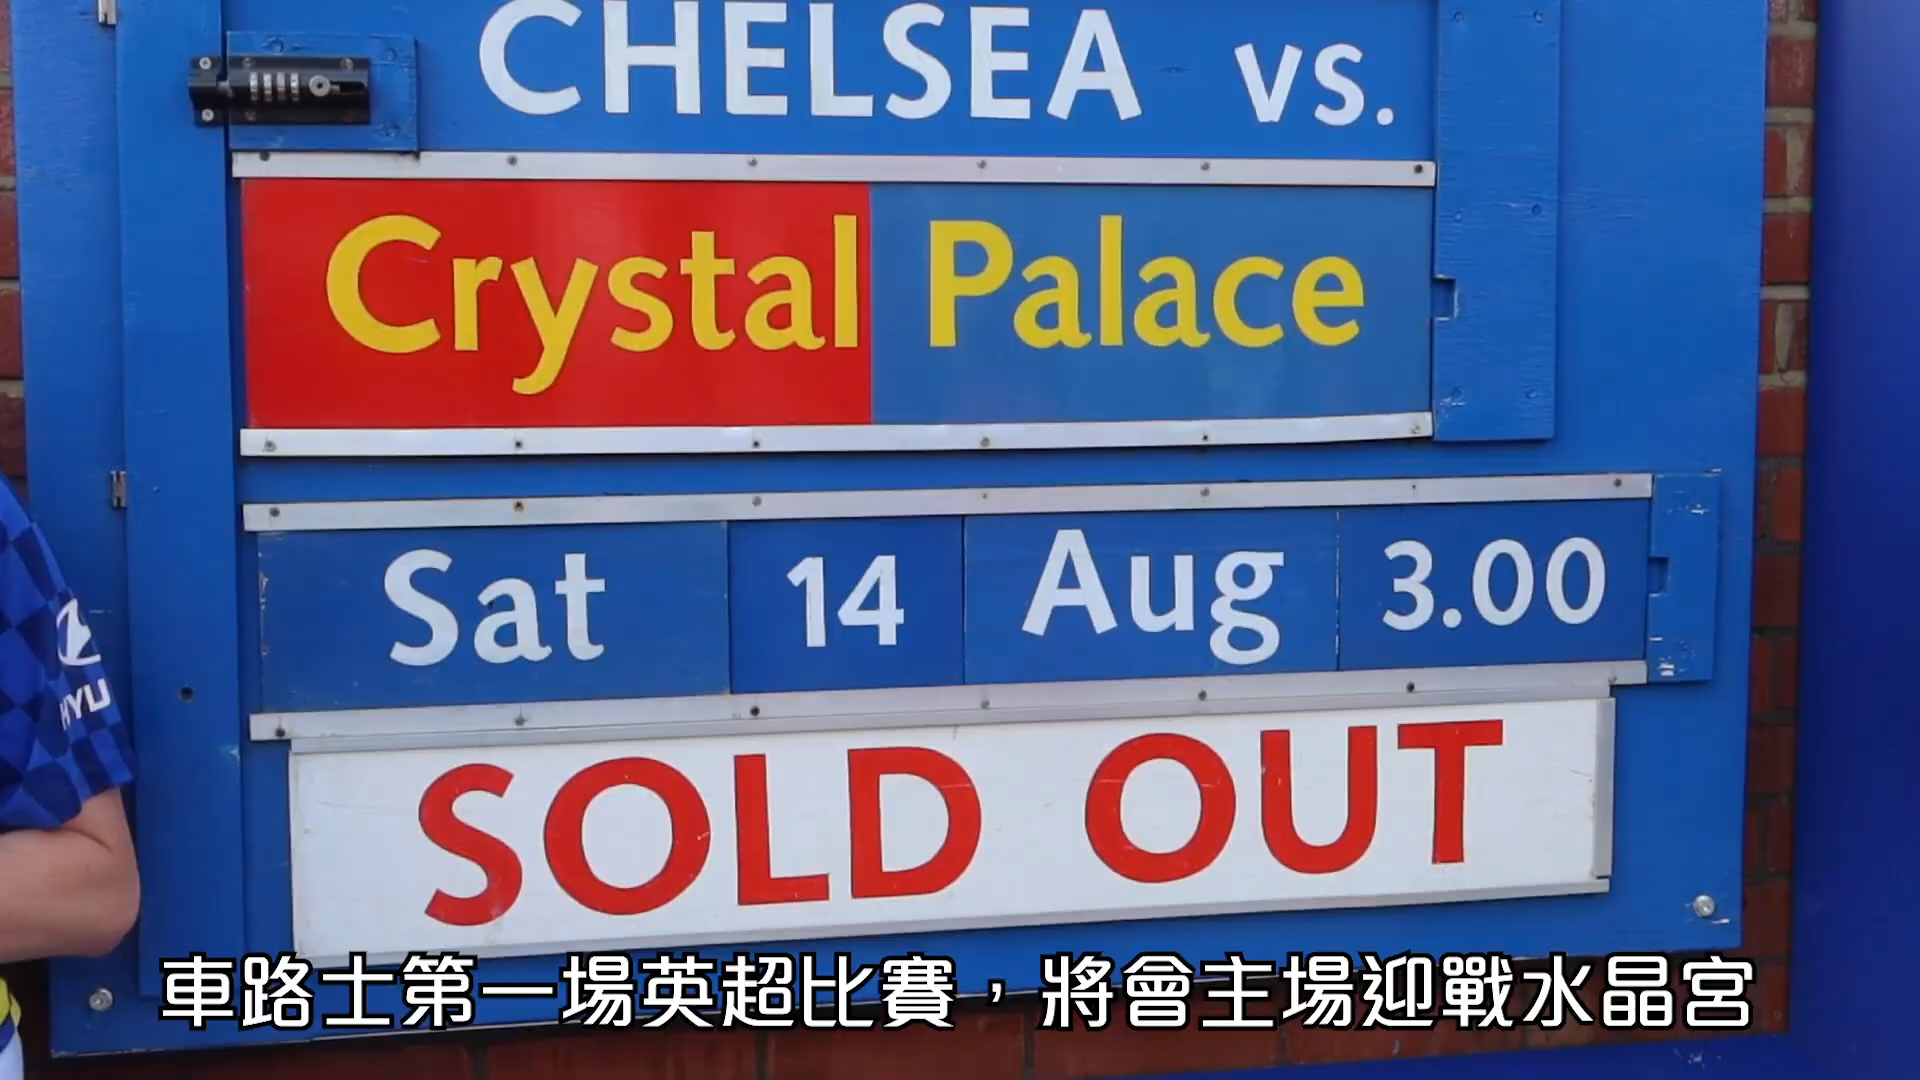 CHELSEA vs.
Crystal Palace
Sat 14 Aug 3.00
HYU
SOLD OUT
車路士第一場英超比賽，將會主場迎戰水晶宮